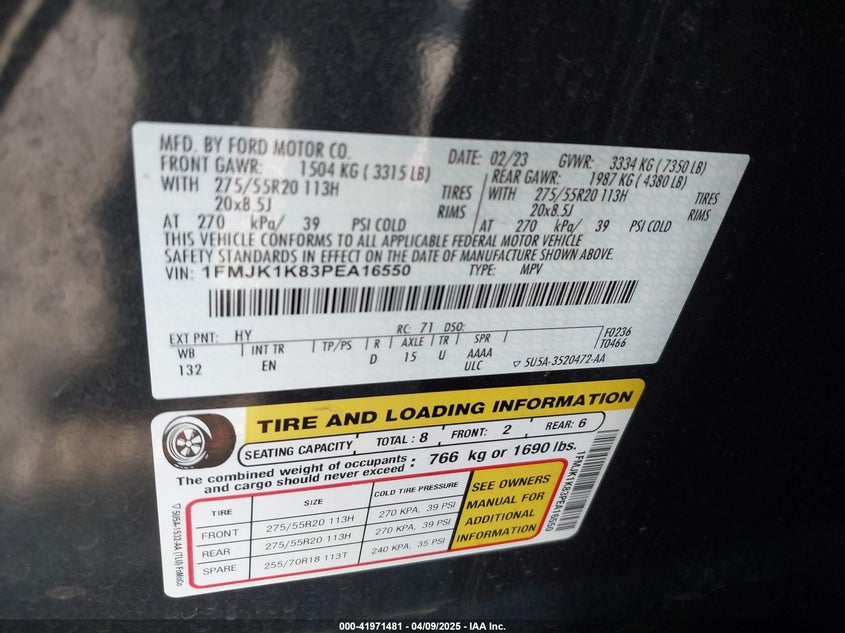 MFD. BY FORD MOTOR CO. DATE: 02/23 GVWR: 3334 KG ( 7350 LB)
FRONT GAWR: 1504 KG ( 3315 LB) REAR GAWR: 1987 KG ( 4380 LB)
WITH 275/55R20 113H TIRES WITH 275/55R20 113H TIRES
20x8.5J RIMS 20x8.5J RIMS
AT 270 kPa/ 39 PSI COLD AT 270 kPa/ 39 PSI COLD
THIS VEHICLE CONFORMS TO ALL APPLICABLE FEDERAL MOTOR VEHICLE
SAFETY STANDARDS IN EFFECT ON THE DATE OF MANUFACTURE SHOWN ABOVE.
VIN: 1FMJK1K83PEA16550 TYPE: MPV
EXT PNT: HY RC: 71 DSO: F0236
WB INT TR TP/PS R AXLE TR SPR T0466
132 EN D 15 U AAAA
ULC ▽ 5U5A-3520472-AA
TIRE AND LOADING INFORMATION
SEATING CAPACITY TOTAL : 8 FRONT: 2 REAR: 6
The combined weight of occupants and cargo should never exceed : 766 kg or 1690 lbs.
TIRE SIZE COLD TIRE PRESSURE
FRONT 275/55R20 113H 270 KPA, 39 PSI
REAR 275/55R20 113H 270 KPA, 39 PSI
SPARE 255/70R18 113T 240 KPA, 35 PSI
SEE OWNERS
MANUAL FOR
ADDITIONAL
INFORMATION
1FMJK1K83PEA16550
▽ 5U5A-1532-AA (TLU) FoMoCo
000-41971481 - 04/09/2025 - IAA Inc.